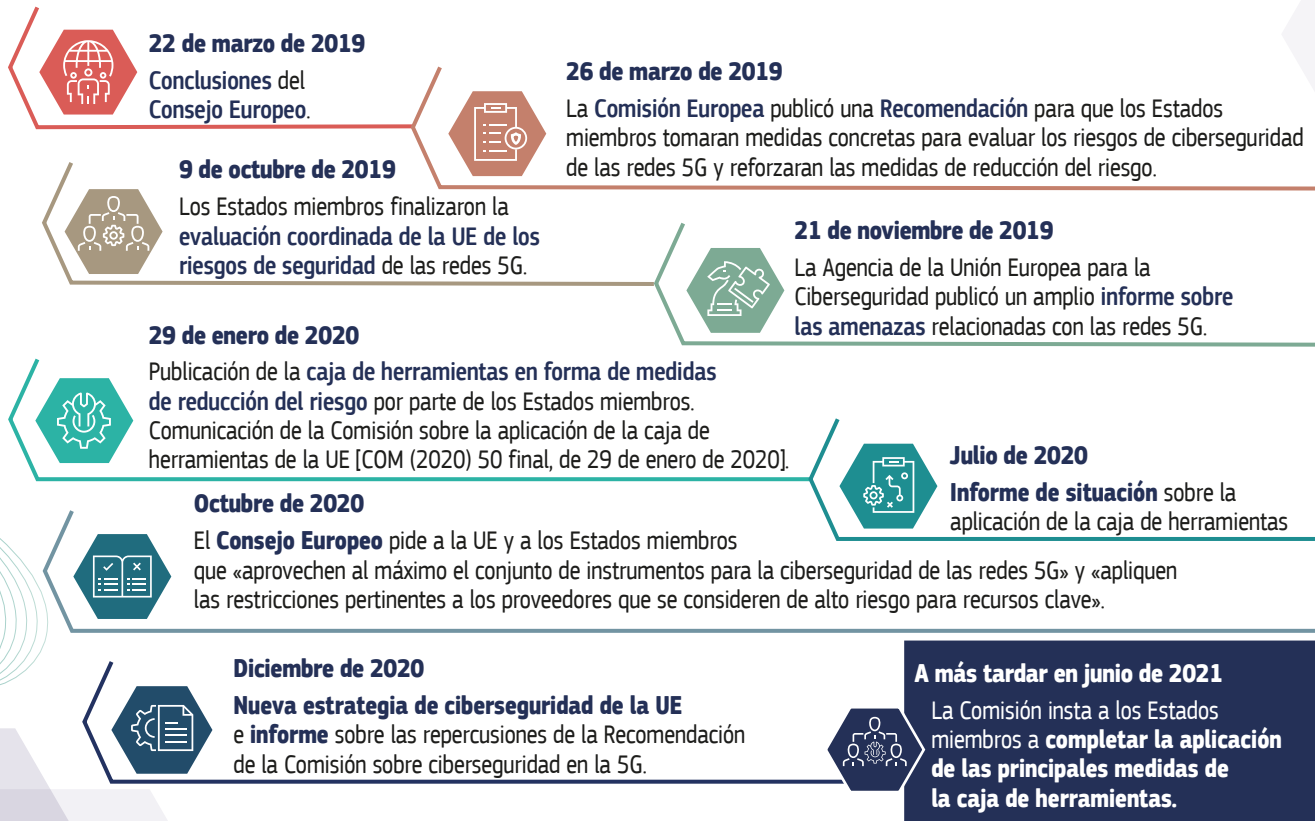 22 de marzo de 2019
Conclusiones del
Consejo Europeo.
26 de marzo de 2019
La Comisión Europea publicó una Recomendación para que los Estados
miembros tomaran medidas concretas para evaluar los riesgos de ciberseguridad
de las redes 5G y reforzaran las medidas de reducción del riesgo.
9 de octubre de 2019
Los Estados miembros finalizaron la
evaluación coordinada de la UE de los
riesgos de seguridad de las redes 5G.
21 de noviembre de 2019
La Agencia de la Unión Europea para la
Ciberseguridad publicó un amplio informe sobre
las amenazas relacionadas con las redes 5G.
29 de enero de 2020
Publicación de la caja de herramientas en forma de medidas
de reducción del riesgo por parte de los Estados miembros.
Comunicación de la Comisión sobre la aplicación de la caja de
herramientas de la UE [COM (2020) 50 final, de 29 de enero de 2020].
Julio de 2020
Informe de situación sobre la
aplicación de la caja de herramientas
Octubre de 2020
El Consejo Europeo pide a la UE y a los Estados miembros
que «aprovechen al máximo el conjunto de instrumentos para la ciberseguridad de las redes 5G» y «apliquen
las restricciones pertinentes a los proveedores que se consideren de alto riesgo para recursos clave».
Diciembre de 2020
Nueva estrategia de ciberseguridad de la UE
e informe sobre las repercusiones de la Recomendación
de la Comisión sobre ciberseguridad en la 5G.
A más tardar en junio de 2021
La Comisión insta a los Estados
miembros a completar la aplicación
de las principales medidas de
la caja de herramientas.